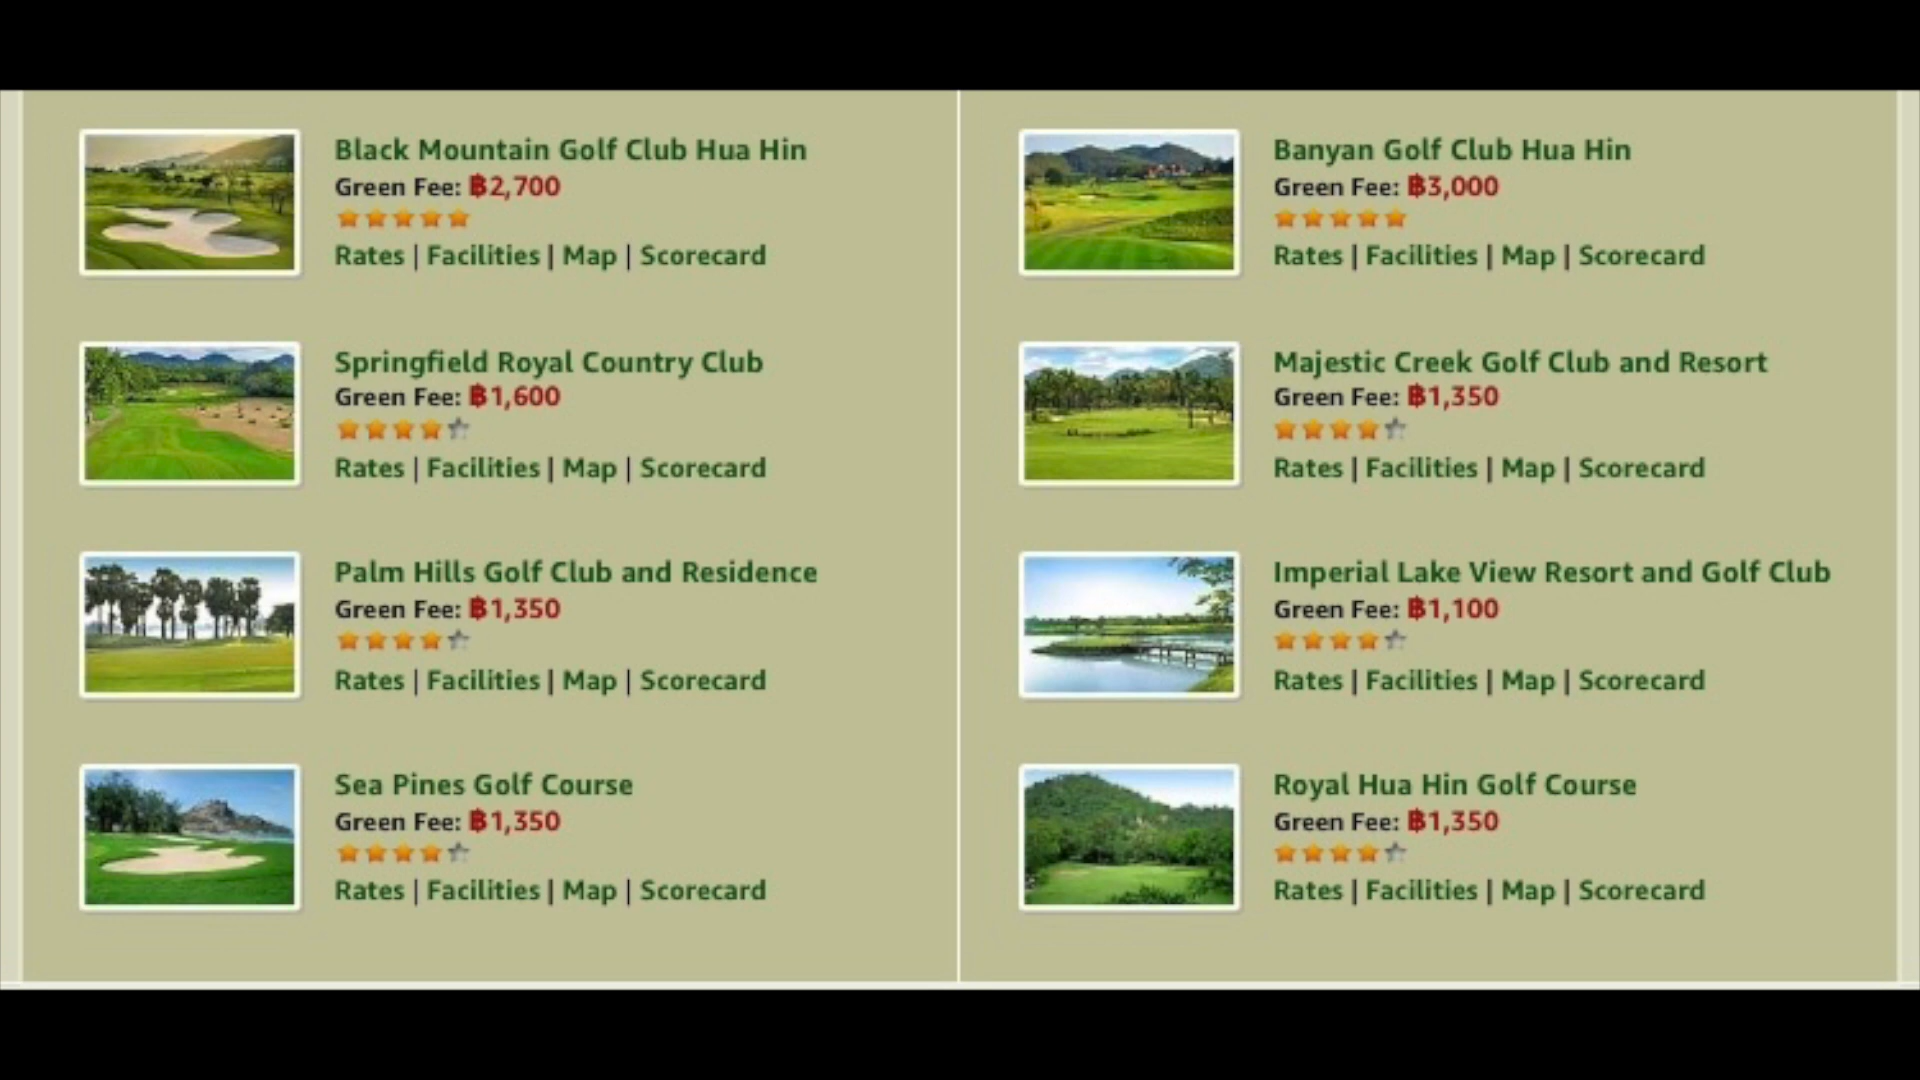 Black Mountain Golf Club Hua Hin
Green Fee: ฿2,700
Rates | Facilities | Map | Scorecard
Banyan Golf Club Hua Hin
Green Fee: ฿3,000
Rates | Facilities | Map | Scorecard
Springfield Royal Country Club
Green Fee: ฿1,600
Rates | Facilities | Map | Scorecard
Majestic Creek Golf Club and Resort
Green Fee: ฿1,350
Rates | Facilities | Map | Scorecard
Palm Hills Golf Club and Residence
Green Fee: ฿1,350
Rates | Facilities | Map | Scorecard
Imperial Lake View Resort and Golf Club
Green Fee: ฿1,100
Rates | Facilities | Map | Scorecard
Sea Pines Golf Course
Green Fee: ฿1,350
Rates | Facilities | Map | Scorecard
Royal Hua Hin Golf Course
Green Fee: ฿1,350
Rates | Facilities | Map | Scorecard